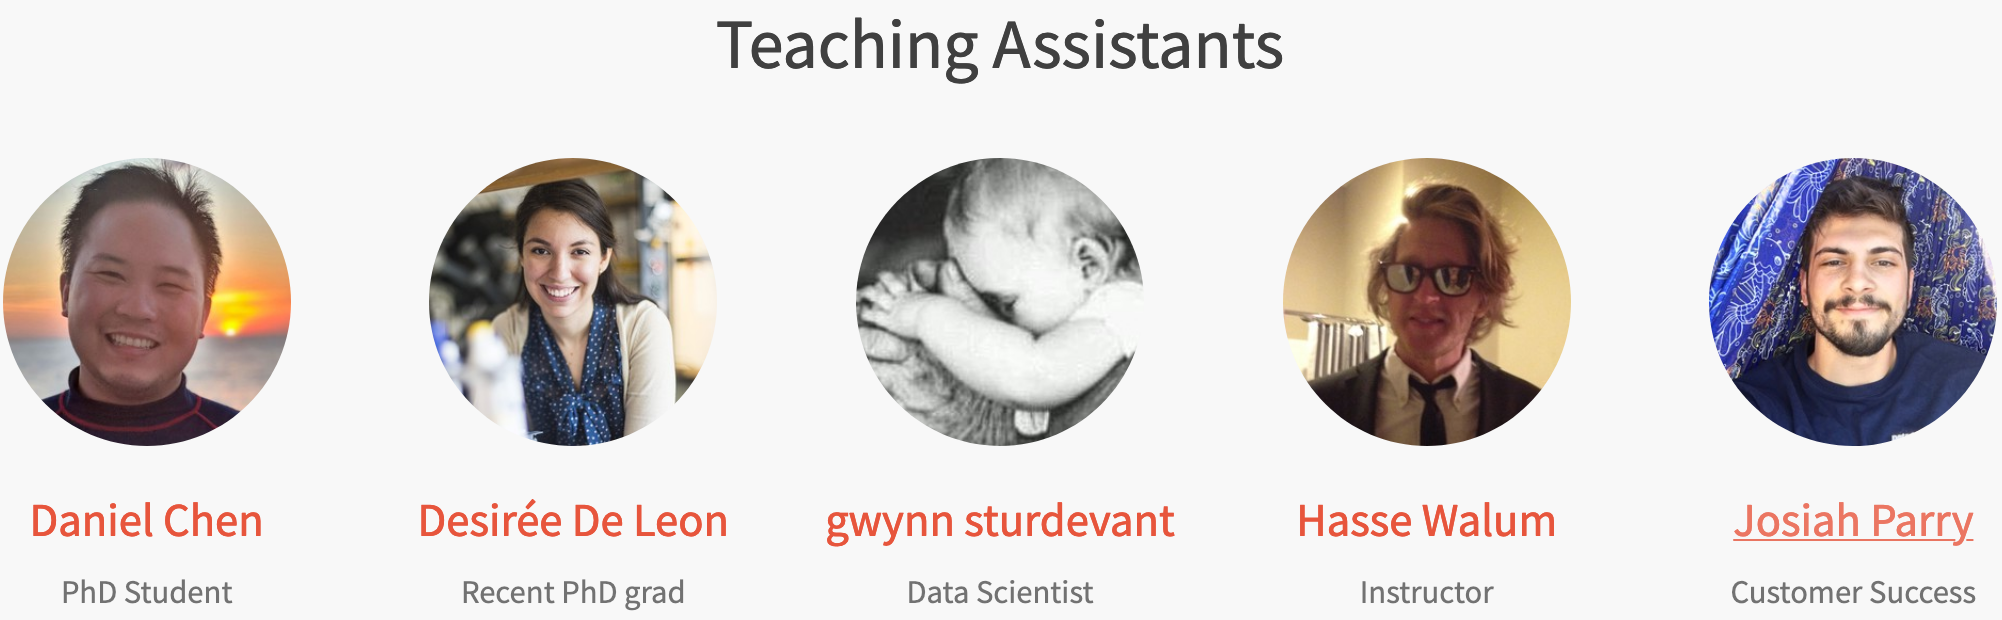 Teaching Assistants
Daniel Chen
Desirée De Leon
gwynn sturdevant
Hasse Walum
Josiah Parry
PhD Student
Recent PhD grad
Data Scientist
Instructor
Customer Success